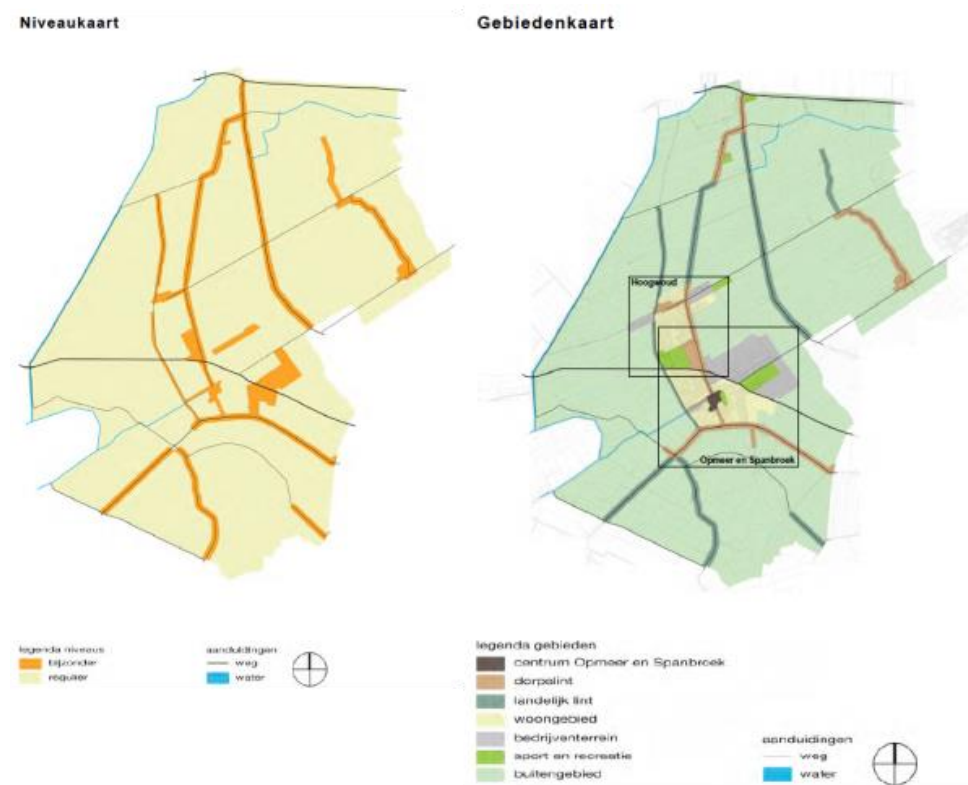 Niveaukaart
Gebiedenkaart
Hoogwoud
Opmeer en Spanbroek
legenda niveaus
bijzonder
regulier
aanduidingen
weg
water
legenda gebieden
centrum Opmeer en Spanbroek
dorpslint
landelijk lint
woongebied
bedrijventerrein
sport en recreatie
buitengebied
aanduidingen
weg
water